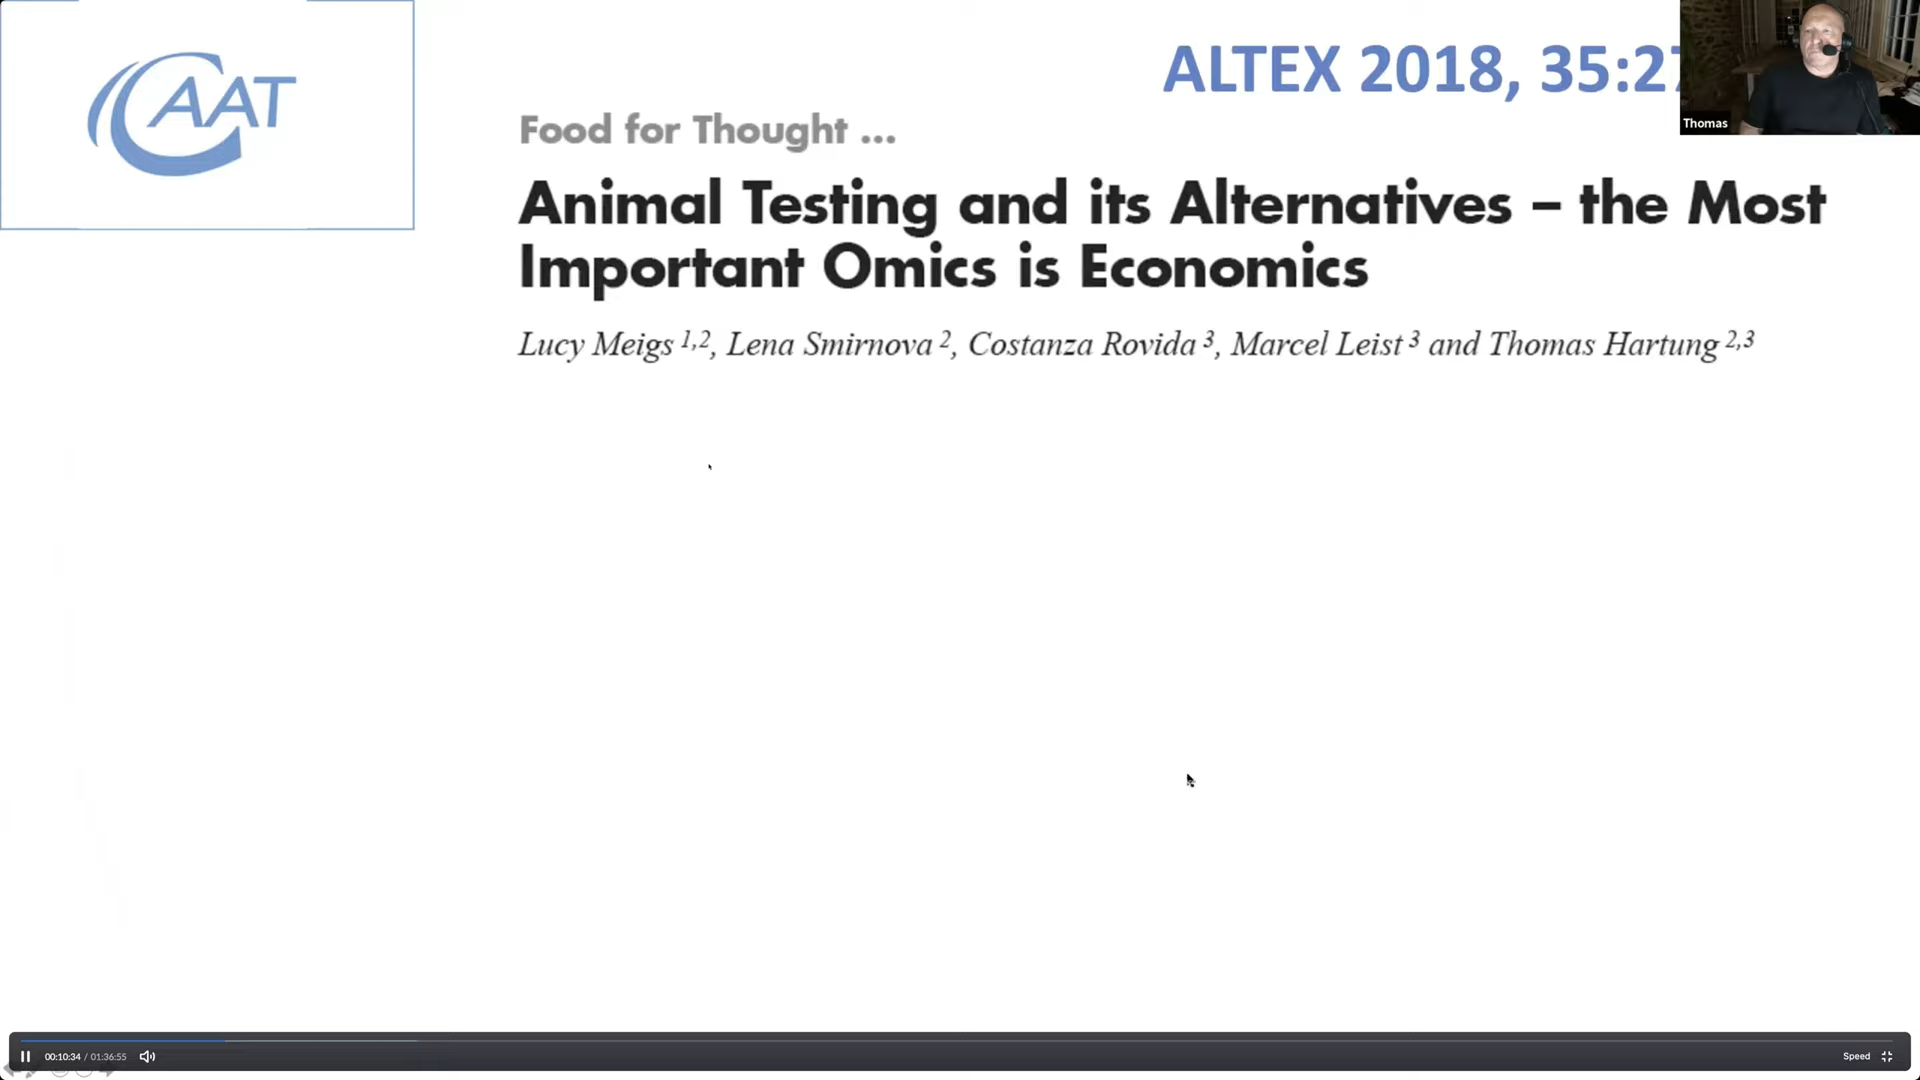 CAAT
ALTEX 2018, 35:27
Thomas
Food for Thought ...
Animal Testing and its Alternatives – the Most
Important Omics is Economics
Lucy Meigs 1,2, Lena Smirnova 2, Costanza Rovida 3, Marcel Leist 3 and Thomas Hartung 2,3
00:10:34 / 01:36:55
Speed